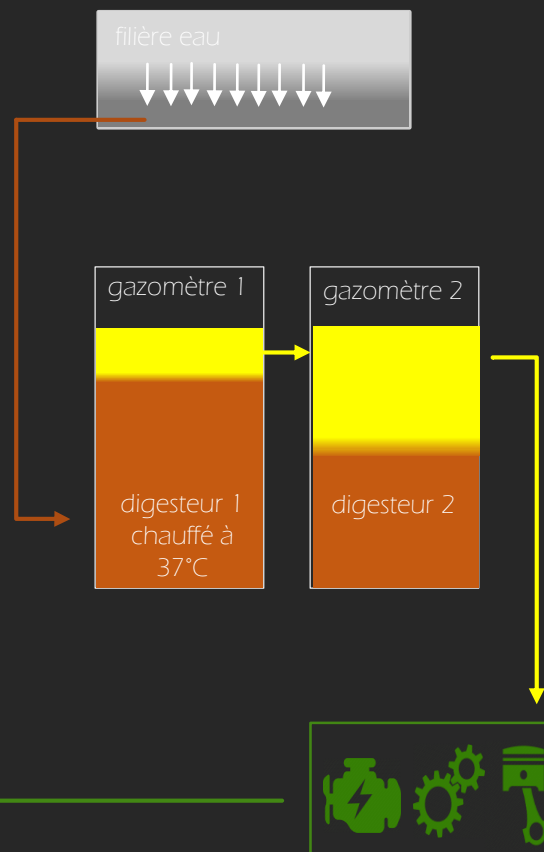 filière eau
gazomètre 1
gazomètre 2
digesteur 1
chauffé à
37°C
digesteur 2